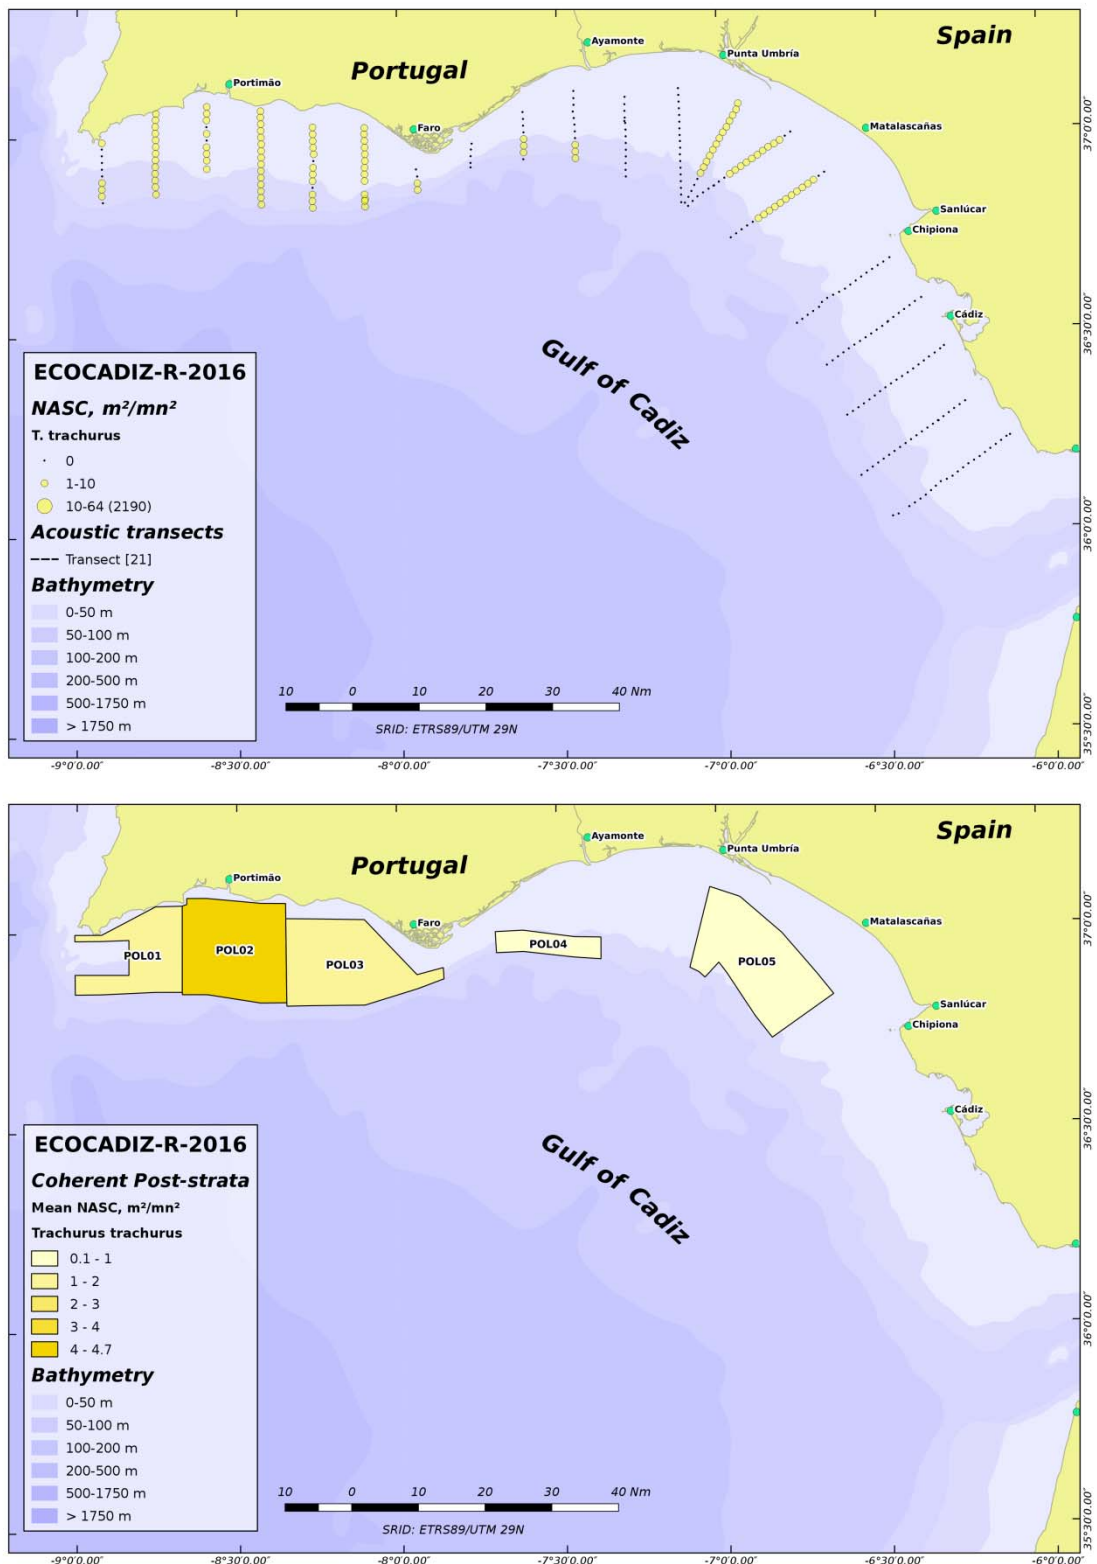 Spain
Portugal
Ayamonte
Punta Umbría
Portimão
Faro
Matalascañas
Sanlúcar
Chipiona
Cádiz
Gulf of Cadiz
37°0'0.00"
36°30'0.00"
36°0'0.00"
35°30'0.00"
ECOCADIZ-R-2016
NASC, m²/mn²
T. trachurus
0
1-10
10-64 (2190)
Acoustic transects
Transect [21]
Bathymetry
0-50 m
50-100 m
100-200 m
200-500 m
500-1750 m
> 1750 m
10 0 10 20 30 40 Nm
SRID: ETRS89/UTM 29N
-9°0'0.00" -8°30'0.00" -8°0'0.00" -7°30'0.00" -7°0'0.00" -6°30'0.00" -6°0'0.00"
Spain
Portugal
Ayamonte
Punta Umbría
Portimão
Faro
Matalascañas
POL01
POL02
POL03
POL04
POL05
Sanlúcar
Chipiona
Cádiz
Gulf of Cadiz
37°0'0.00"
36°30'0.00"
36°0'0.00"
35°30'0.00"
ECOCADIZ-R-2016
Coherent Post-strata
Mean NASC, m²/mn²
Trachurus trachurus
0.1 - 1
1 - 2
2 - 3
3 - 4
4 - 4.7
Bathymetry
0-50 m
50-100 m
100-200 m
200-500 m
500-1750 m
> 1750 m
10 0 10 20 30 40 Nm
SRID: ETRS89/UTM 29N
-9°0'0.00" -8°30'0.00" -8°0'0.00" -7°30'0.00" -7°0'0.00" -6°30'0.00" -6°0'0.00"